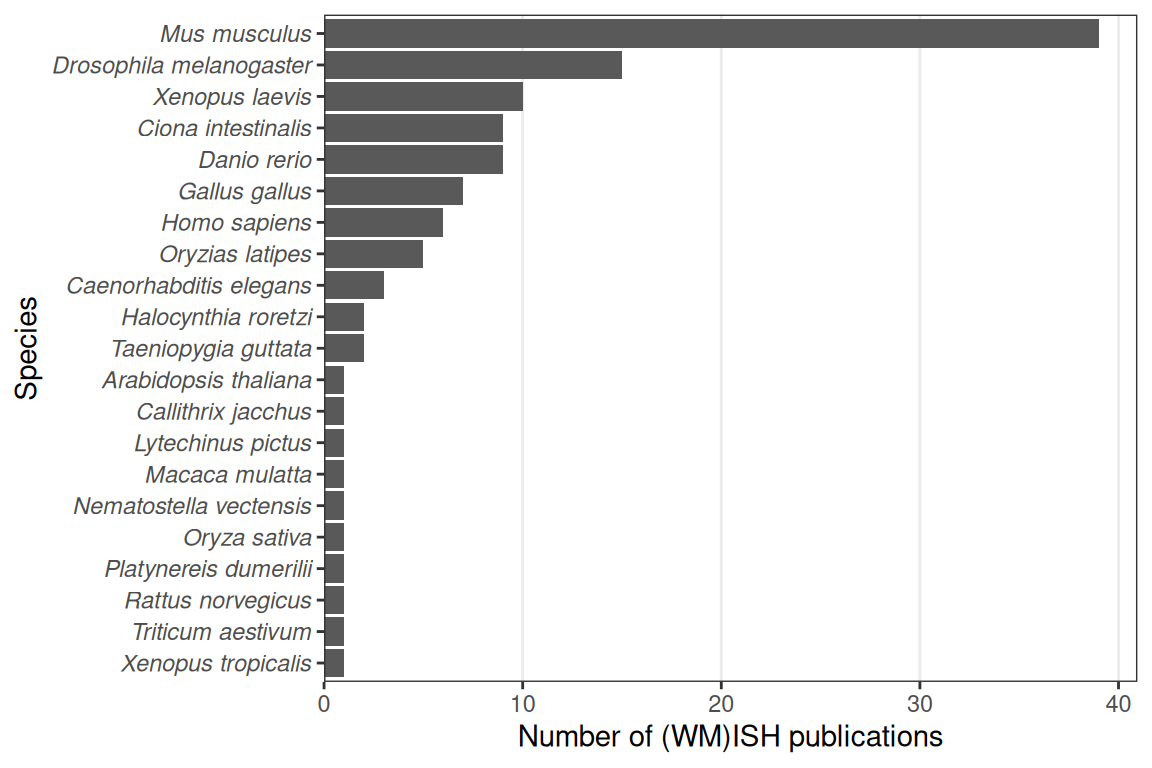 Mus musculus
Drosophila melanogaster
Xenopus laevis
Ciona intestinalis
Danio rerio
Gallus gallus
Homo sapiens
Oryzias latipes
Caenorhabditis elegans
Halocynthia roretzi
Taeniopygia guttata
Arabidopsis thaliana
Callithrix jacchus
Lytechinus pictus
Macaca mulatta
Nematostella vectensis
Oryza sativa
Platynereis dumerilii
Rattus norvegicus
Triticum aestivum
Xenopus tropicalis
Species
0 10 20 30 40
Number of (WM)ISH publications